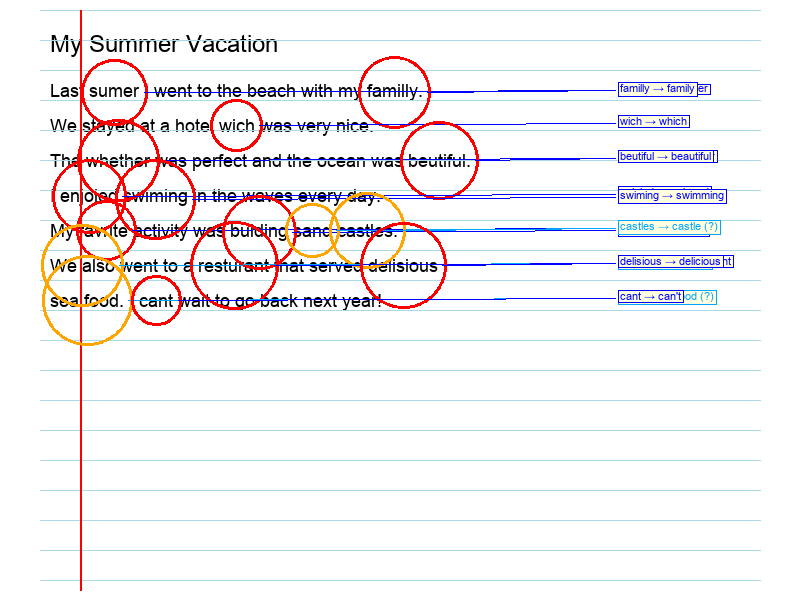 My Summer Vacation
Last sumer I went to the beach with my familly.
familly → family
We stayed at a hotel wich was very nice.
wich → which
The whether was perfect and the ocean was beutiful.
beutiful → beautiful
I enjoied swiming in the waves every day.
swiming → swimming
My favrite activity was bulding sand castles.
castles → castle (?)
We also went to a resturant that served delisious
delisious → delicious
sea food. I cant wait to go back next year!
cant → can't